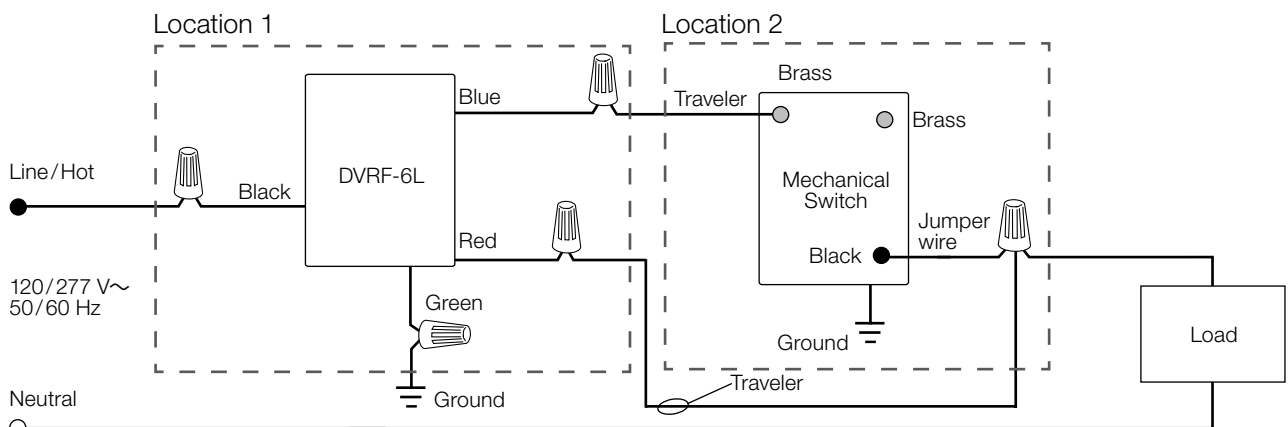 Location 1
Location 2
Brass
Blue
Traveler
Brass
Line/Hot
Black
DVRF-6L
Mechanical
Switch
Red
Jumper
wire
Black
120/277 V~
50/60 Hz
Green
Ground
Load
Traveler
Neutral
Ground